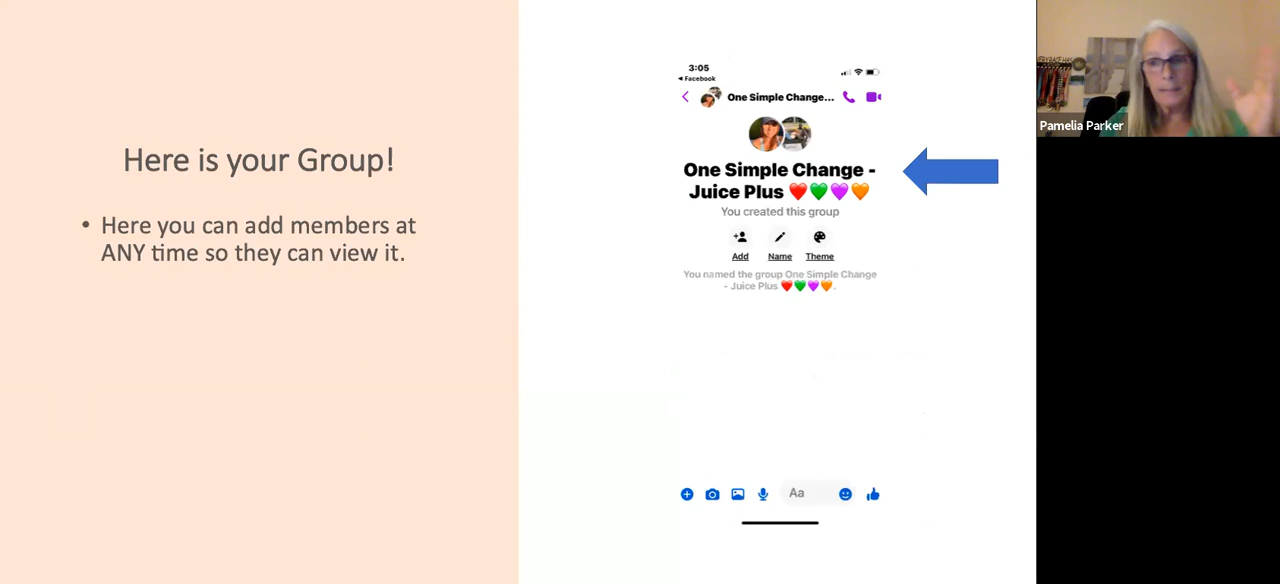 Here is your Group!
• Here you can add members at
ANY time so they can view it.
3:05
◂ Facebook
One Simple Change...
One Simple Change -
Juice Plus ❤️💚💜🧡
You created this group
Add
Name
Theme
You named the group One Simple Change
- Juice Plus ❤️💚💜🧡.
Aa
Pamelia Parker